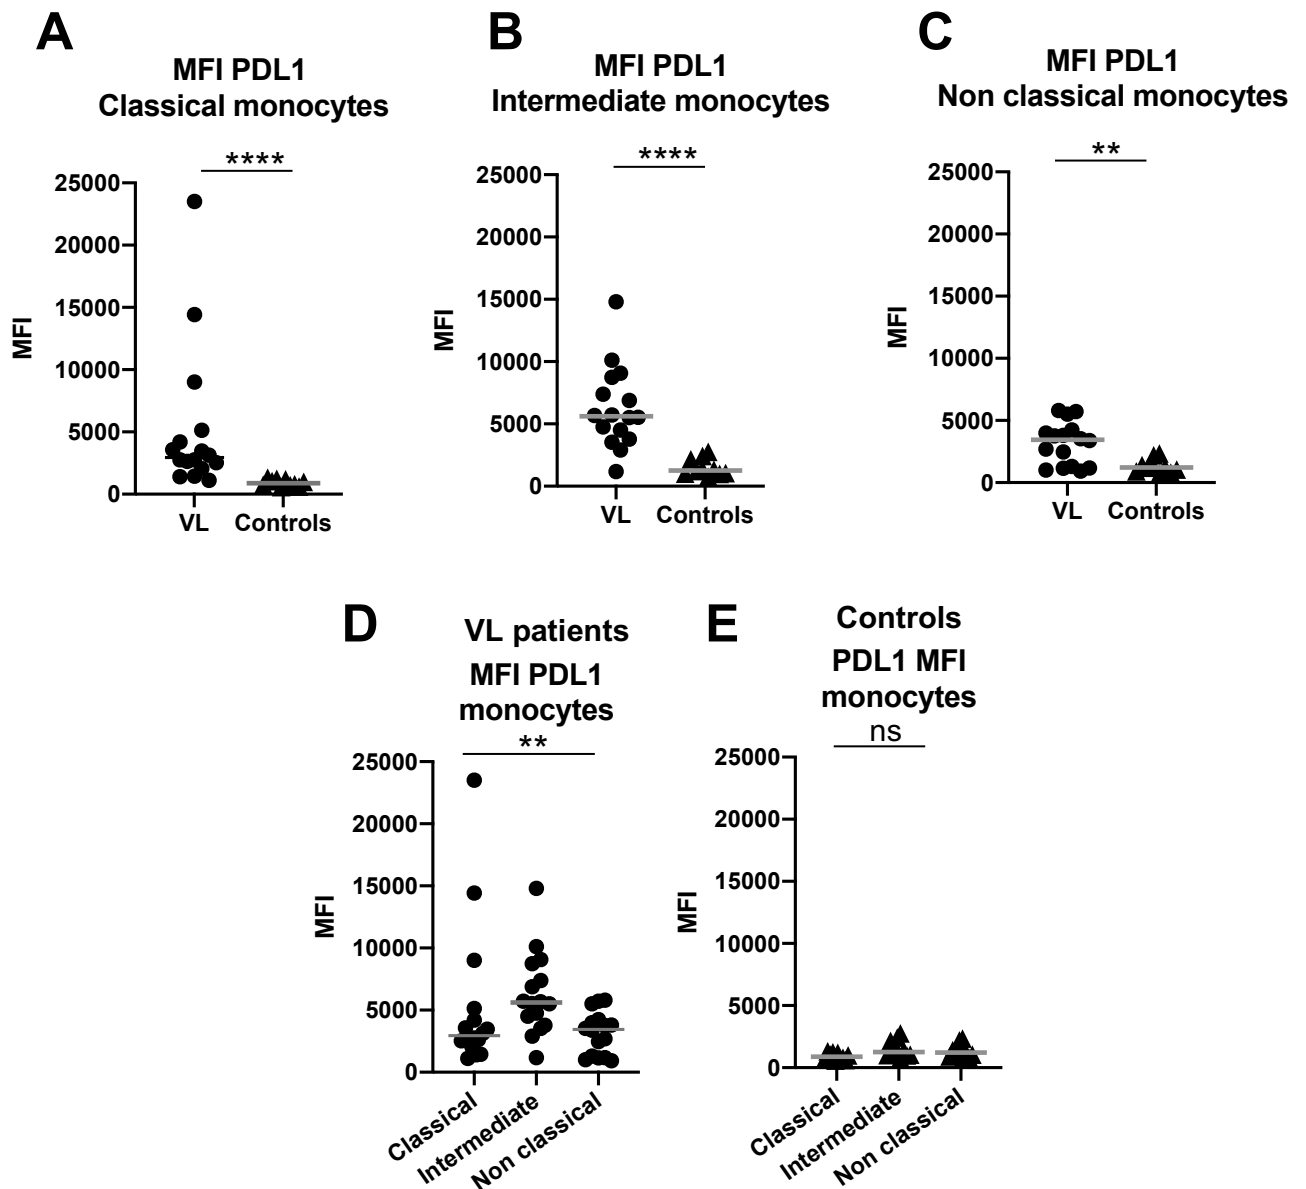 A
MFI PDL1
Classical monocytes
****
25000
20000
15000
10000
5000
0
MFI
VL
Controls
B
MFI PDL1
Intermediate monocytes
****
25000
20000
15000
10000
5000
0
MFI
VL
Controls
C
MFI PDL1
Non classical monocytes
**
25000
20000
15000
10000
5000
0
MFI
VL
Controls
D
VL patients
MFI PDL1
monocytes
**
25000
20000
15000
10000
5000
0
MFI
Classical
Intermediate
Non classical
E
Controls
PDL1 MFI
monocytes
ns
25000
20000
15000
10000
5000
0
MFI
Classical
Intermediate
Non classical